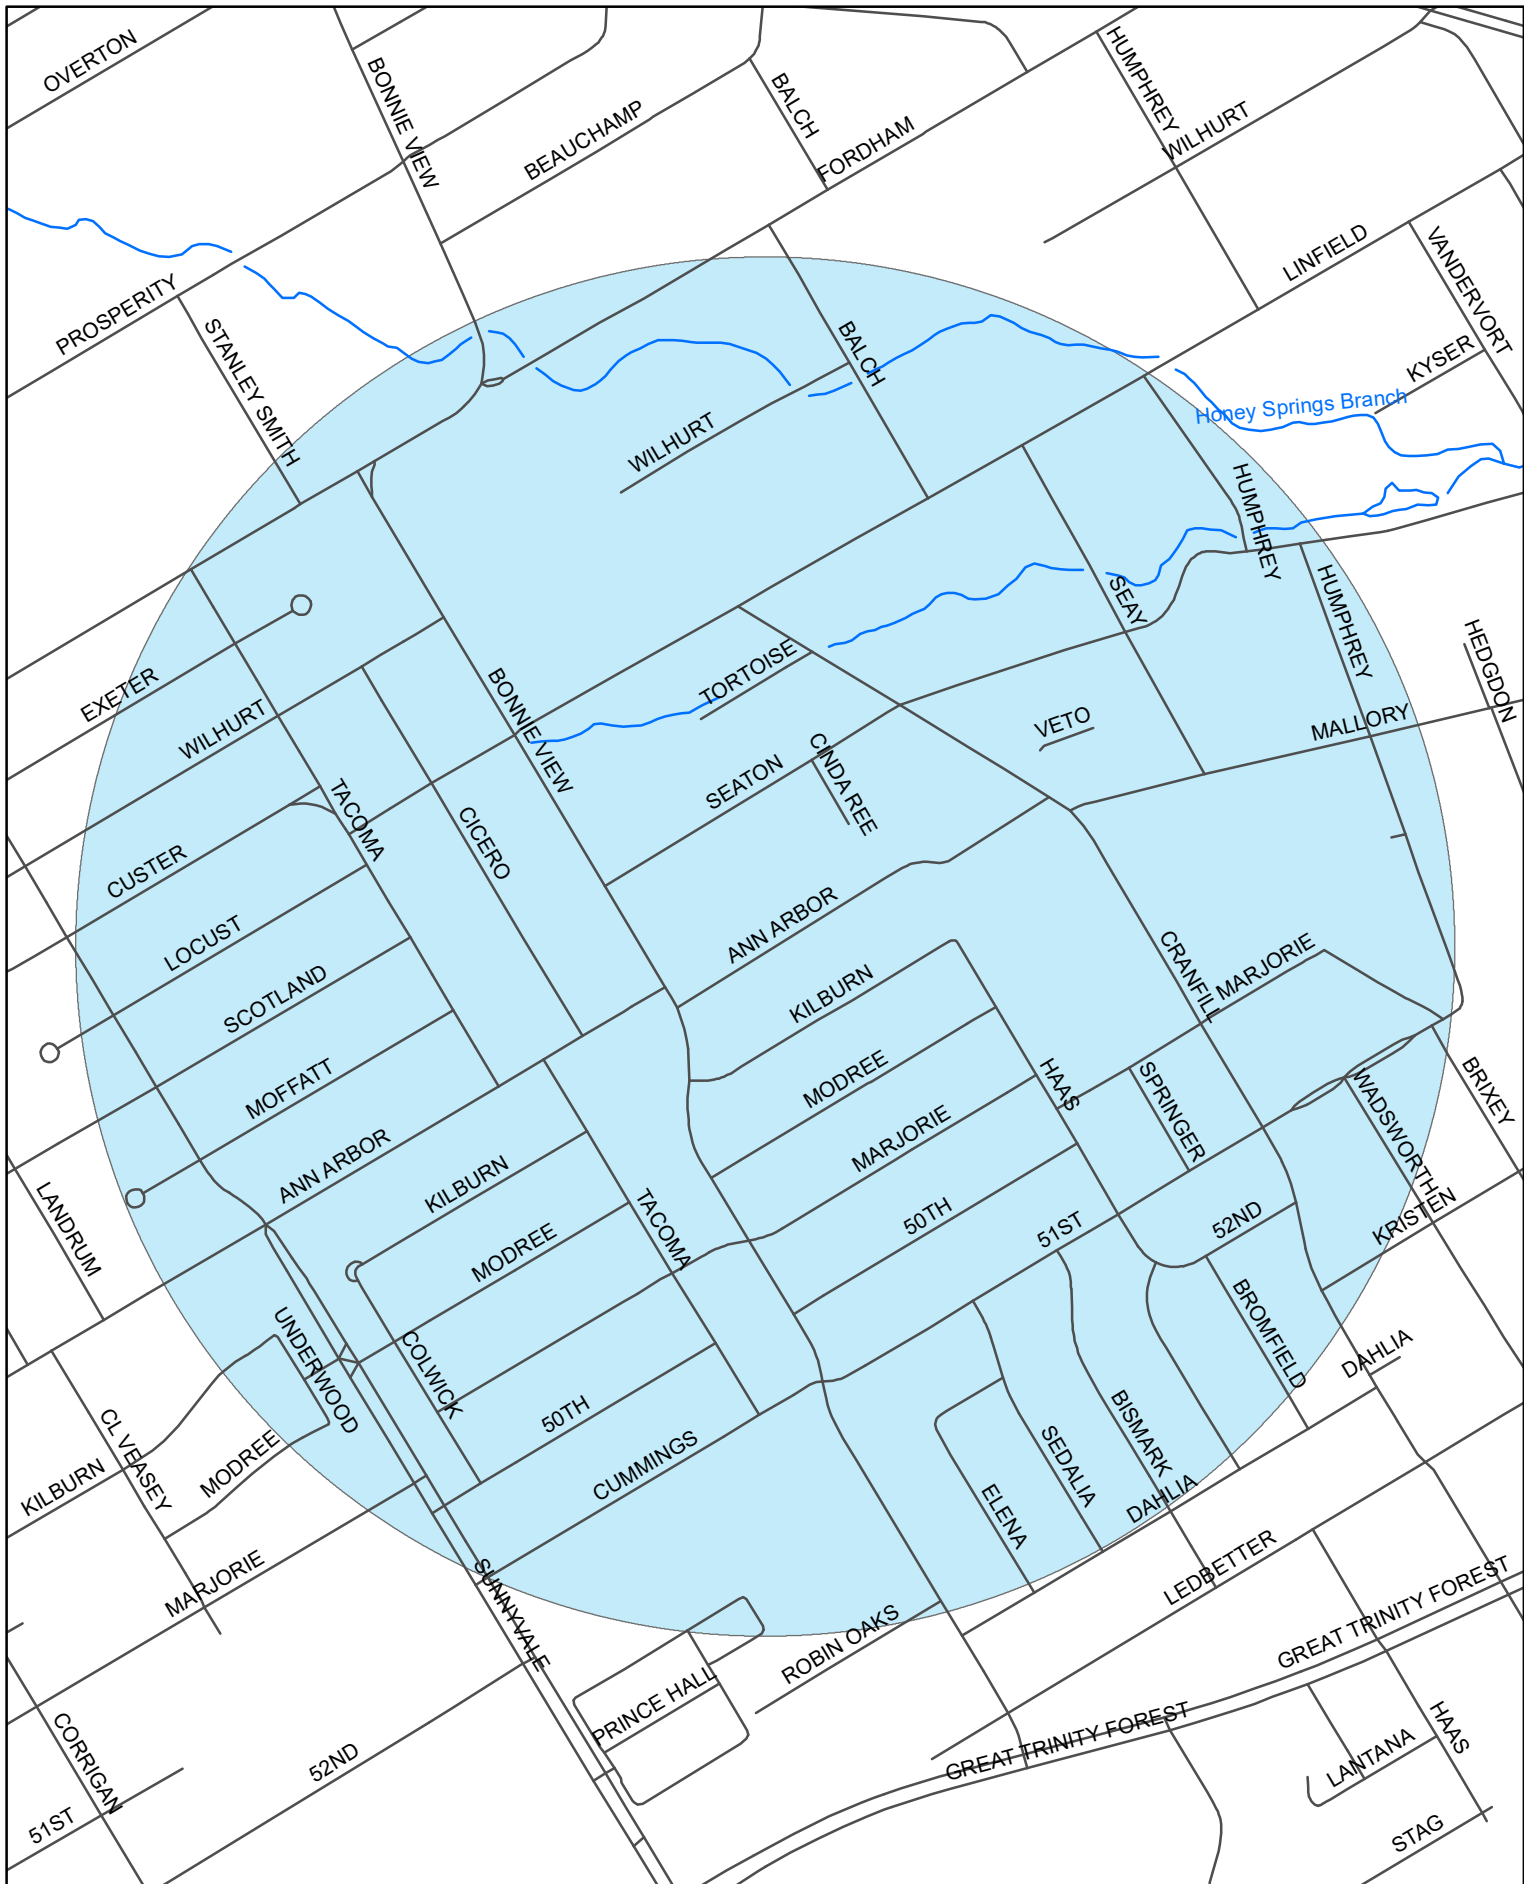 OVERTON
BONNIE VIEW
BEAUCHAMP
BALCH
FORDHAM
HUMPHREY
WILHURT
LINFIELD
VANDERVORT
KYSER
PROSPERITY
STANLEY SMITH
BALCH
Honey Springs Branch
WILHURT
HUMPHREY
SEAY
HUMPHREY
HEDGDON
EXETER
WILHURT
TORTOISE
BONNIE VIEW
VETO
MALLORY
SEATON
CINDA REE
TACOMA
CICERO
CUSTER
LOCUST
ANN ARBOR
SCOTLAND
KILBURN
CRANFILL
MARJORIE
MOFFATT
MODREE
HAAS
SPRINGER
WADSWORTH
BRIXEY
ANN ARBOR
KILBURN
MARJORIE
LANDRUM
TACOMA
50TH
51ST
52ND
KRISTEN
MODREE
UNDERWOOD
COLWICK
BROMFIELD
DAHLIA
50TH
CUMMINGS
CL VEASEY
MODREE
KILBURN
BISMARK
SEDALIA
ELENA
DAHLIA
MARJORIE
SUNNYVALE
LEDBETTER
GREAT TRINITY FOREST
ROBIN OAKS
PRINCE HALL
GREAT TRINITY FOREST
CORRIGAN
52ND
HAAS
LANTANA
51ST
STAG